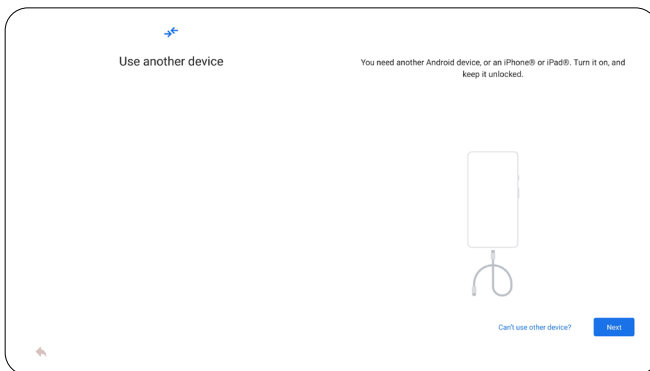 Use another device
You need another Android device, or an iPhone® or iPad®. Turn it on, and
keep it unlocked.
Can't use other device?
Next